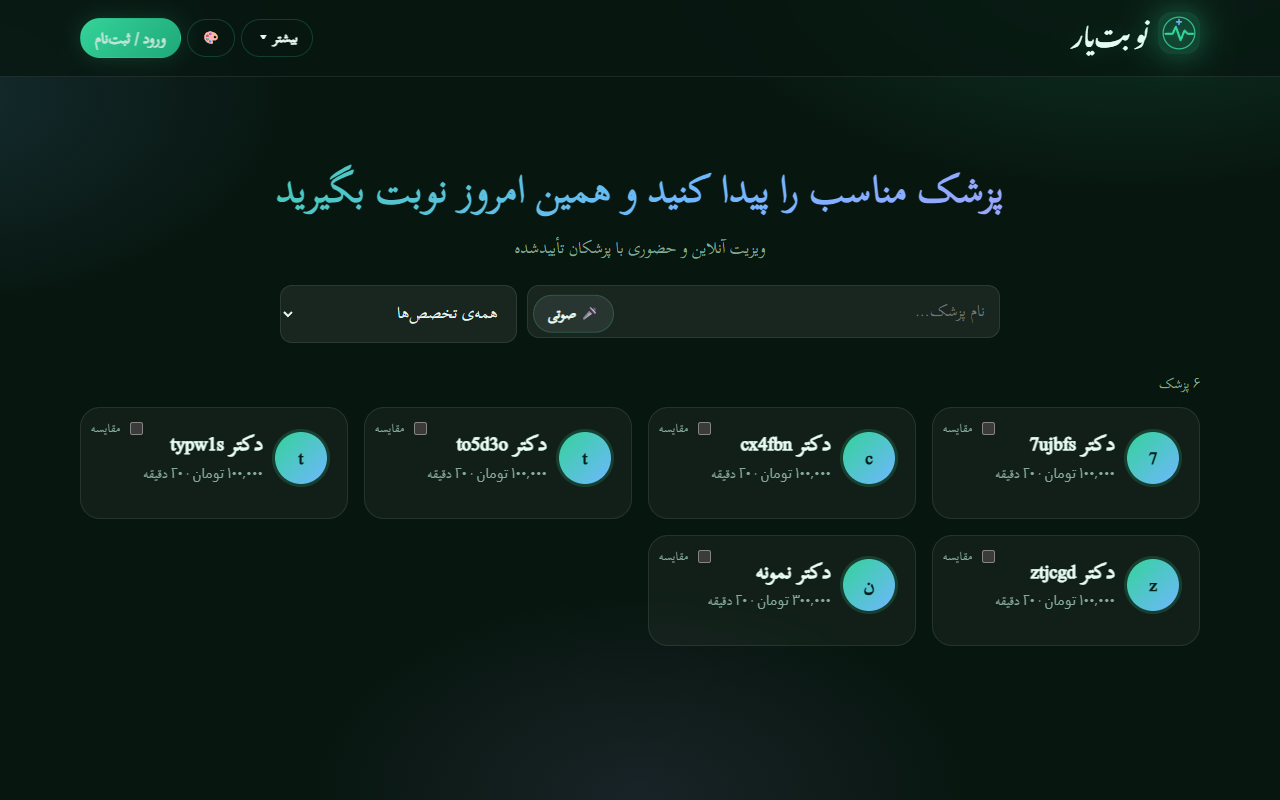 نوبت‌یار
بیشتر
ورود / ثبت‌نام
پزشک مناسب را پیدا کنید و همین امروز نوبت بگیرید
ویزیت آنلاین و حضوری با پزشکان تأییدشده
نام پزشک...
صوتی
همه‌ی تخصص‌ها
۶ پزشک
دکتر 7ujbfs
مقایسه
7
۱۰۰٬۰۰۰ تومان · ۲۰ دقیقه
دکتر cx4fbn
مقایسه
c
۱۰۰٬۰۰۰ تومان · ۲۰ دقیقه
دکتر to5d3o
مقایسه
t
۱۰۰٬۰۰۰ تومان · ۲۰ دقیقه
دکتر typw1s
مقایسه
t
۱۰۰٬۰۰۰ تومان · ۲۰ دقیقه
دکتر ztjcgd
مقایسه
z
۱۰۰٬۰۰۰ تومان · ۲۰ دقیقه
دکتر نمونه
مقایسه
ن
۳۰۰٬۰۰۰ تومان · ۲۰ دقیقه